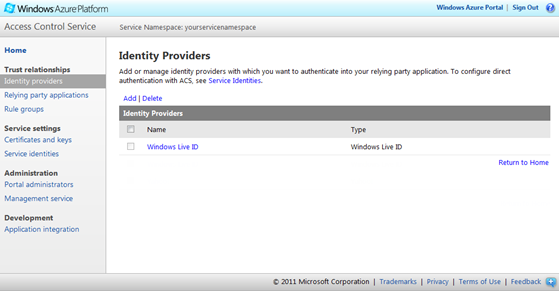 Windows Azure Platform
Windows Azure Portal | Sign Out ?
Access Control Service
Service Namespace: yourservicenamespace
Home
Trust relationships
Identity providers
Relying party applications
Rule groups
Service settings
Certificates and keys
Service identities
Administration
Portal administrators
Management service
Development
Application integration
Identity Providers
Add or manage identity providers with which you want to authenticate into your relying party application. To configure direct
authentication with ACS, see Service Identities.
Add | Delete
Identity Providers
Name Type
Windows Live ID Windows Live ID
Return to Home
© 2011 Microsoft Corporation | Trademarks | Privacy | Terms of Use | Feedback